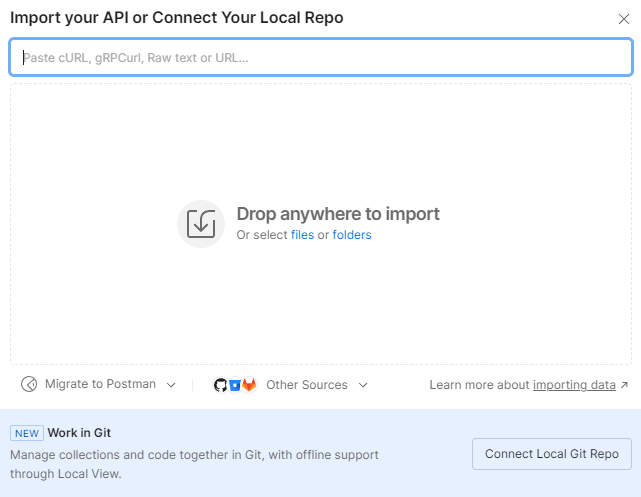 Import your API or Connect Your Local Repo
Paste cURL, gRPCurl, Raw text or URL...
Drop anywhere to import
Or select files or folders
Migrate to Postman
Other Sources
Learn more about importing data
NEW Work in Git
Manage collections and code together in Git, with offline support
through Local View.
Connect Local Git Repo